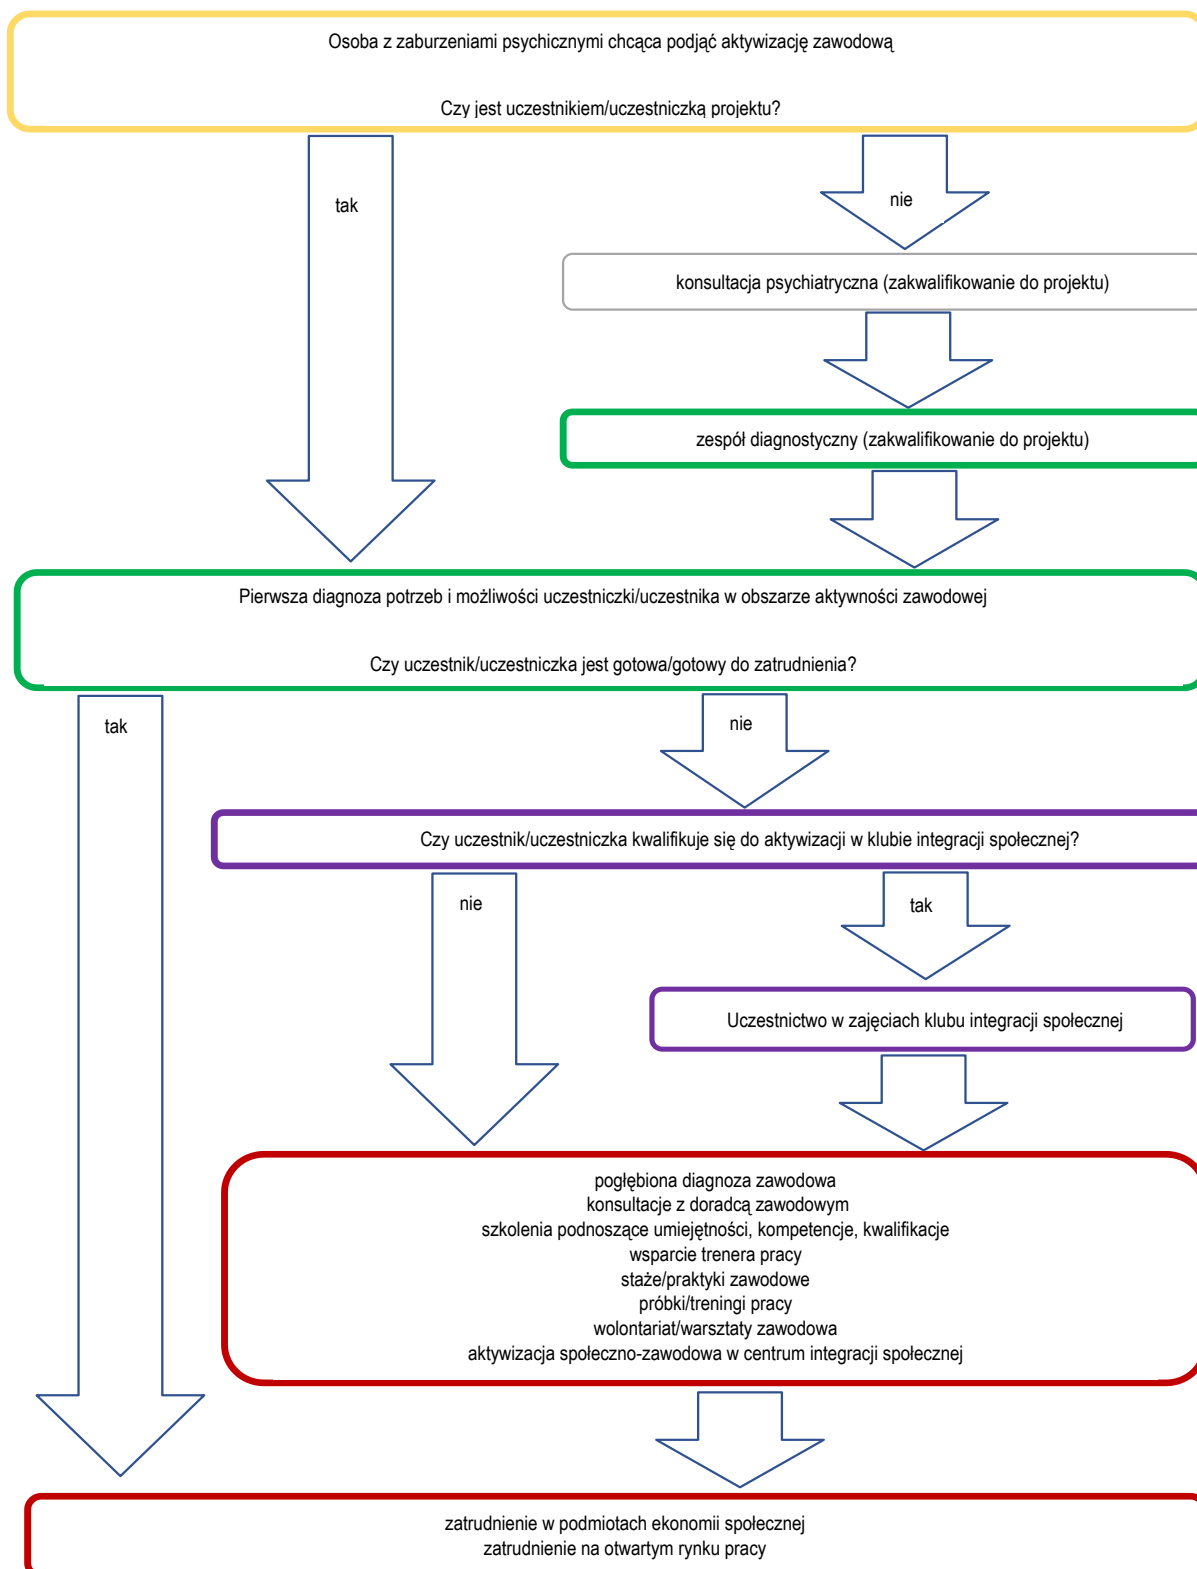 Osoba z zaburzeniami psychicznymi chcąca podjąć aktywizację zawodową
Czy jest uczestnikiem/uczestniczką projektu?
tak
nie
konsultacja psychiatryczna (zakwalifikowanie do projektu)
zespół diagnostyczny (zakwalifikowanie do projektu)
Pierwsza diagnoza potrzeb i możliwości uczestniczki/uczestnika w obszarze aktywności zawodowej
Czy uczestnik/uczestniczka jest gotowa/gotowy do zatrudnienia?
tak
nie
Czy uczestnik/uczestniczka kwalifikuje się do aktywizacji w klubie integracji społecznej?
nie
tak
Uczestnictwo w zajęciach klubu integracji społecznej
pogłębiona diagnoza zawodowa
konsultacje z doradcą zawodowym
szkolenia podnoszące umiejętności, kompetencje, kwalifikacje
wsparcie trenera pracy
staże/praktyki zawodowe
próbki/treningi pracy
wolontariat/warsztaty zawodowa
aktywizacja społeczno-zawodowa w centrum integracji społecznej
zatrudnienie w podmiotach ekonomii społecznej
zatrudnienie na otwartym rynku pracy